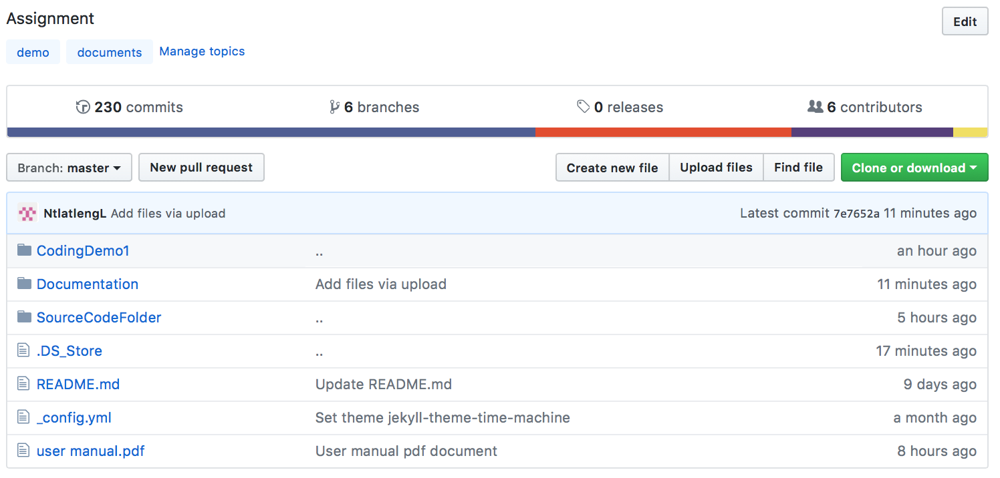 Assignment
Edit
demo documents Manage topics
230 commits 6 branches 0 releases 6 contributors
Branch: master New pull request Create new file Upload files Find file Clone or download
NtlatlengL Add files via upload Latest commit 7e7652a 11 minutes ago
CodingDemo1 .. an hour ago
Documentation Add files via upload 11 minutes ago
SourceCodeFolder .. 5 hours ago
.DS_Store .. 17 minutes ago
README.md Update README.md 9 days ago
_config.yml Set theme jekyll-theme-time-machine a month ago
user manual.pdf User manual pdf document 8 hours ago